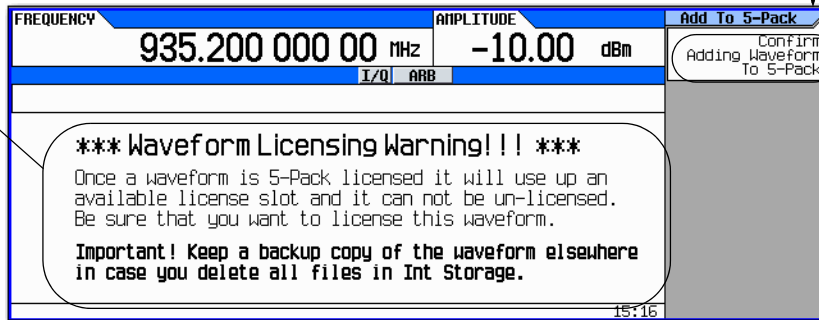 FREQUENCY
935.200 000 00 MHz
AMPLITUDE
-10.00 dBm
I/Q ARB
*** Waveform Licensing Warning!!! ***
Once a waveform is 5-Pack licensed it will use up an
available license slot and it can not be un-licensed.
Be sure that you want to license this waveform.
Important! Keep a backup copy of the waveform elsewhere
in case you delete all files in Int Storage.
15:16
Add To 5-Pack
Confirm
Adding Waveform
To 5-Pack